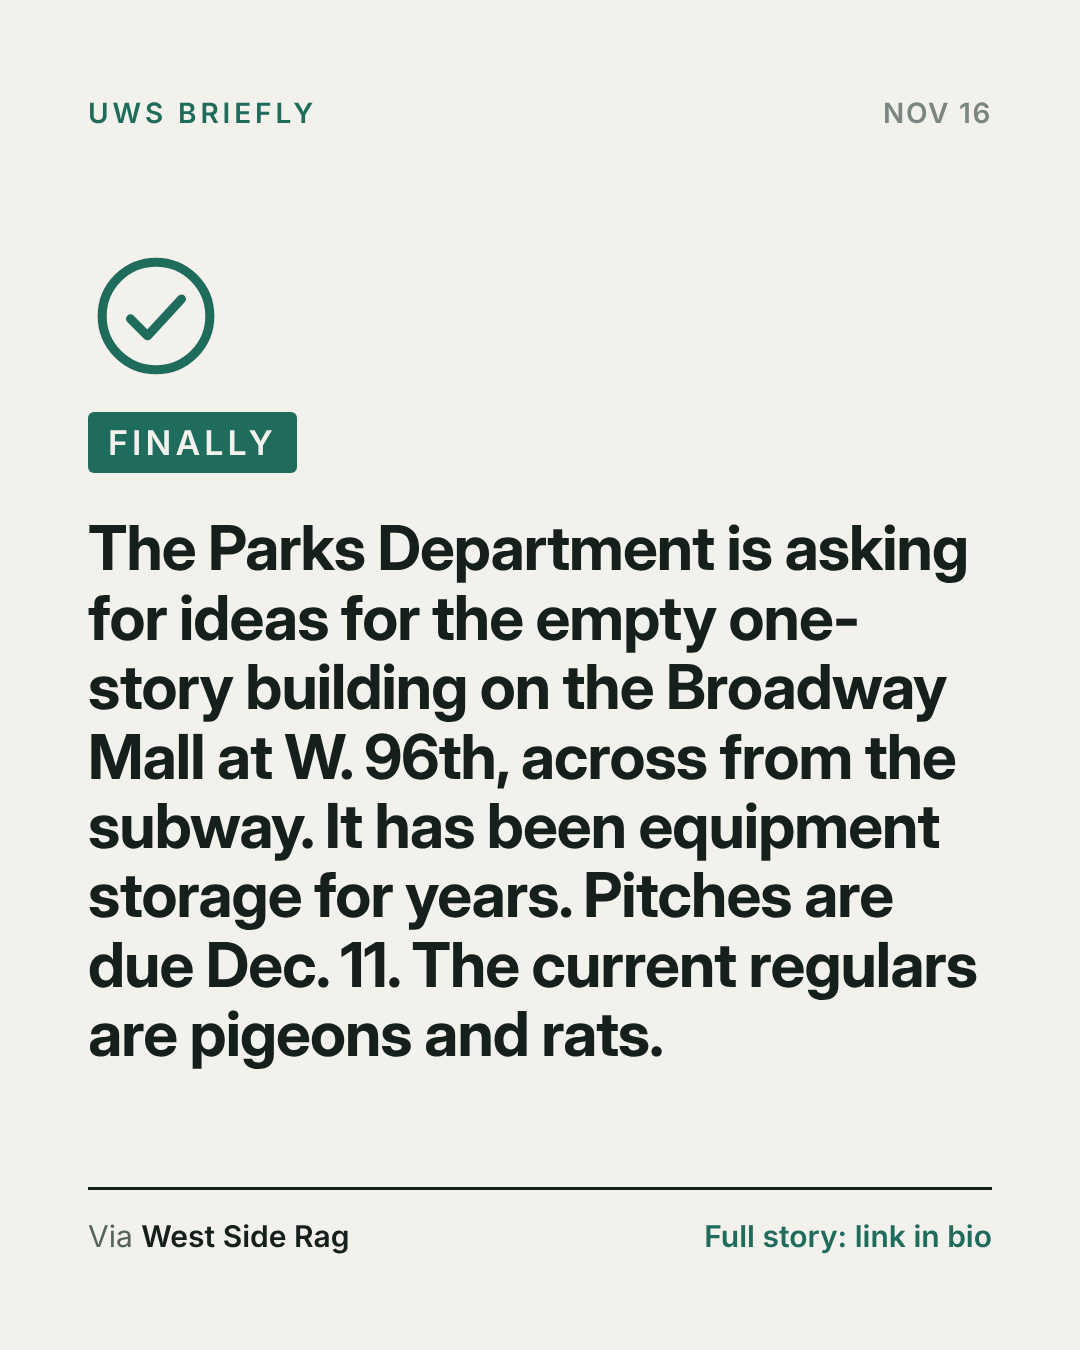 UWS BRIEFLY
NOV 16
FINALLY
The Parks Department is asking
for ideas for the empty one-
story building on the Broadway
Mall at W. 96th, across from the
subway. It has been equipment
storage for years. Pitches are
due Dec. 11. The current regulars
are pigeons and rats.
Via West Side Rag
Full story: link in bio